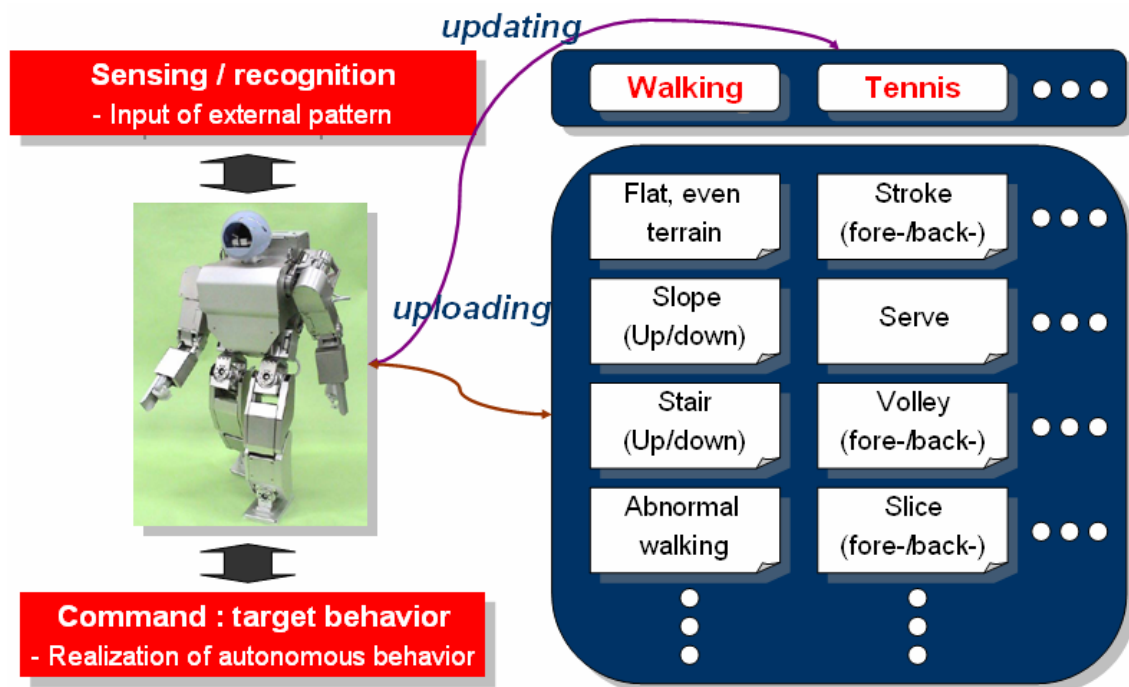 updating
Sensing / recognition
- Input of external pattern
Walking
Tennis
Flat, even
terrain
Stroke
(fore-/back-)
uploading
Slope
(Up/down)
Serve
Stair
(Up/down)
Volley
(fore-/back-)
Abnormal
walking
Slice
(fore-/back-)
Command : target behavior
- Realization of autonomous behavior